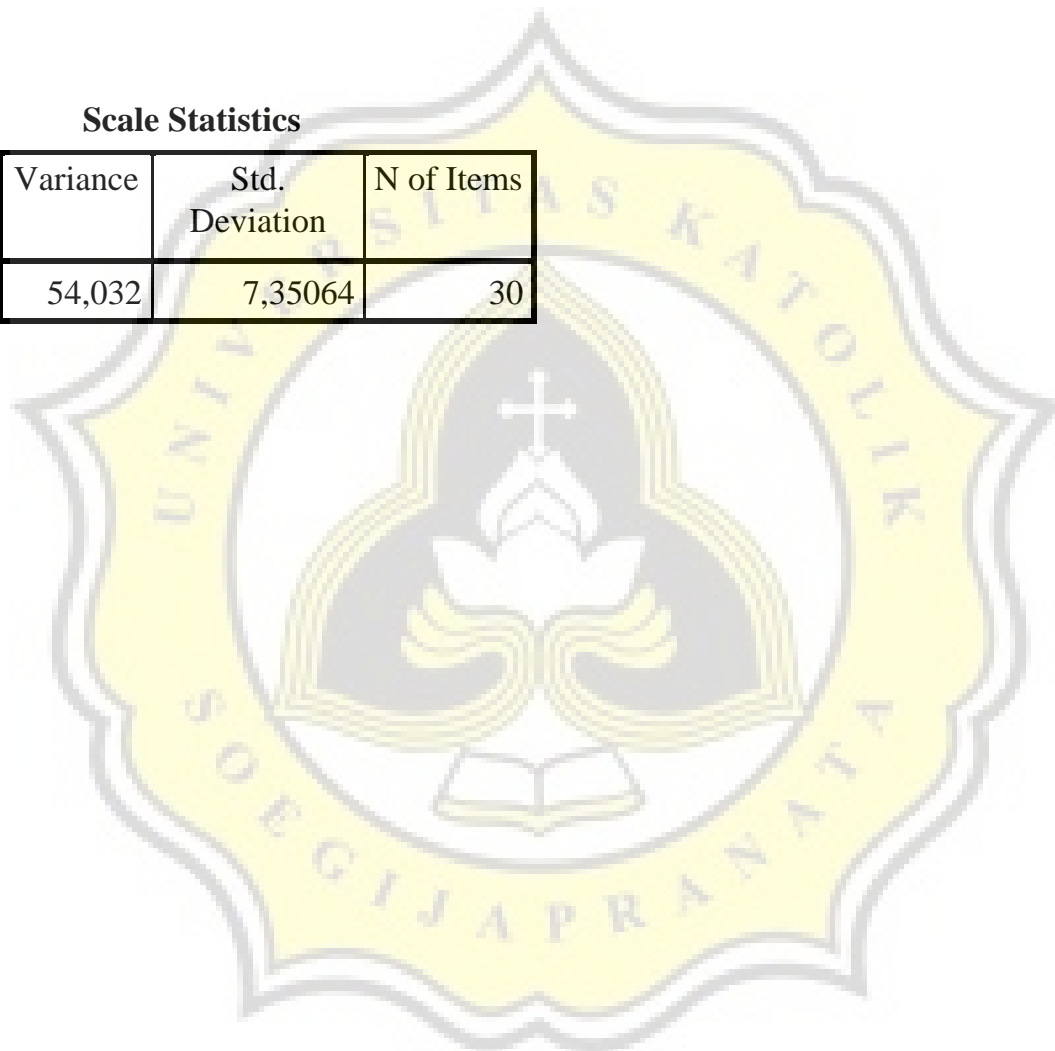 Scale Statistics
Variance Std. Deviation N of Items
54,032 7,35064 30
UNIVERSITAS KATOLIK
SOEGIJAPRANATA